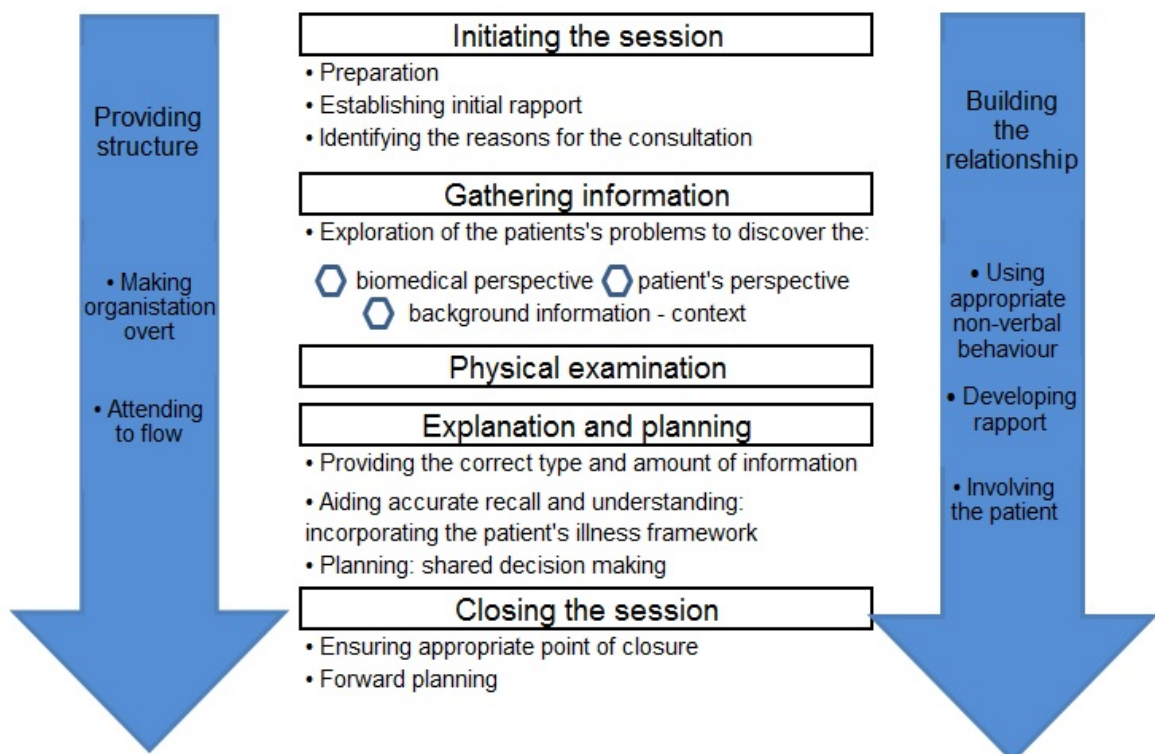 Providing
structure
• Making
organistation
overt
• Attending
to flow
Initiating the session
• Preparation
• Establishing initial rapport
• Identifying the reasons for the consultation
Gathering information
• Exploration of the patients's problems to discover the:
biomedical perspective patient's perspective
background information - context
Physical examination
Explanation and planning
• Providing the correct type and amount of information
• Aiding accurate recall and understanding:
incorporating the patient's illness framework
• Planning: shared decision making
Closing the session
• Ensuring appropriate point of closure
• Forward planning
Building
the
relationship
• Using
appropriate
non-verbal
behaviour
• Developing
rapport
• Involving
the patient